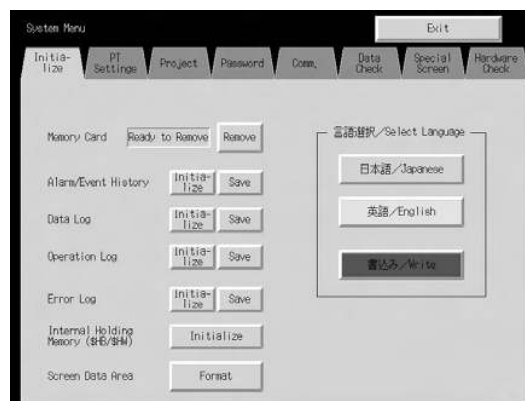 System Menu
Exit
Initia-
lize
PT
Settings
Project
Password
Comm.
Data
Check
Special
Screen
Hardware
Check
Memory Card
Ready to Remove
Remove
Alarm/Event History
Initia-
lize
Save
Data Log
Initia-
lize
Save
Operation Log
Initia-
lize
Save
Error Log
Initia-
lize
Save
Internal Holding
Memory ($HB/$HW)
Initialize
Screen Data Area
Format
言語選択/Select Language
日本語/Japanese
英語/English
書込み/Write